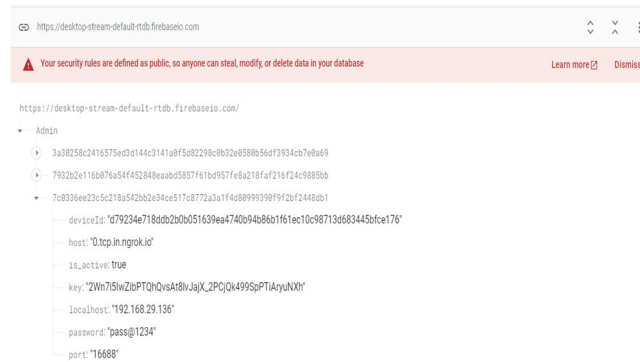 https://desktop-stream-default-rtdb.firebaseio.com
Your security rules are defined as public, so anyone can steal, modify, or delete data in your database Learn more Dismiss
https://desktop-stream-default-rtdb.firebaseio.com/
Admin
3a30258c2416575ed3d144c3141a0f5d82298c0b32e0580b56df3934cb7e0a69
7932b2e116b076a54f452848eaabd5857f61bd957fe8a218faf216f24c9885bb
7c0336ee23c5c218a542bb2e34ce517c8772a3a1f4d80999390f9f2bf2448db1
deviceId: "d79234e718ddb2b0b051639ea4740b94b86b1f61ec10c98713d683445bfce176"
host: "0.tcp.in.ngrok.io"
is_active: true
key: "2Wn7i5IwZibPTQhQvsAt8IvJajX_2PCjQk499SpPTiAryuNXh"
localhost: "192.168.29.136"
password: "pass@1234"
port: "16688"